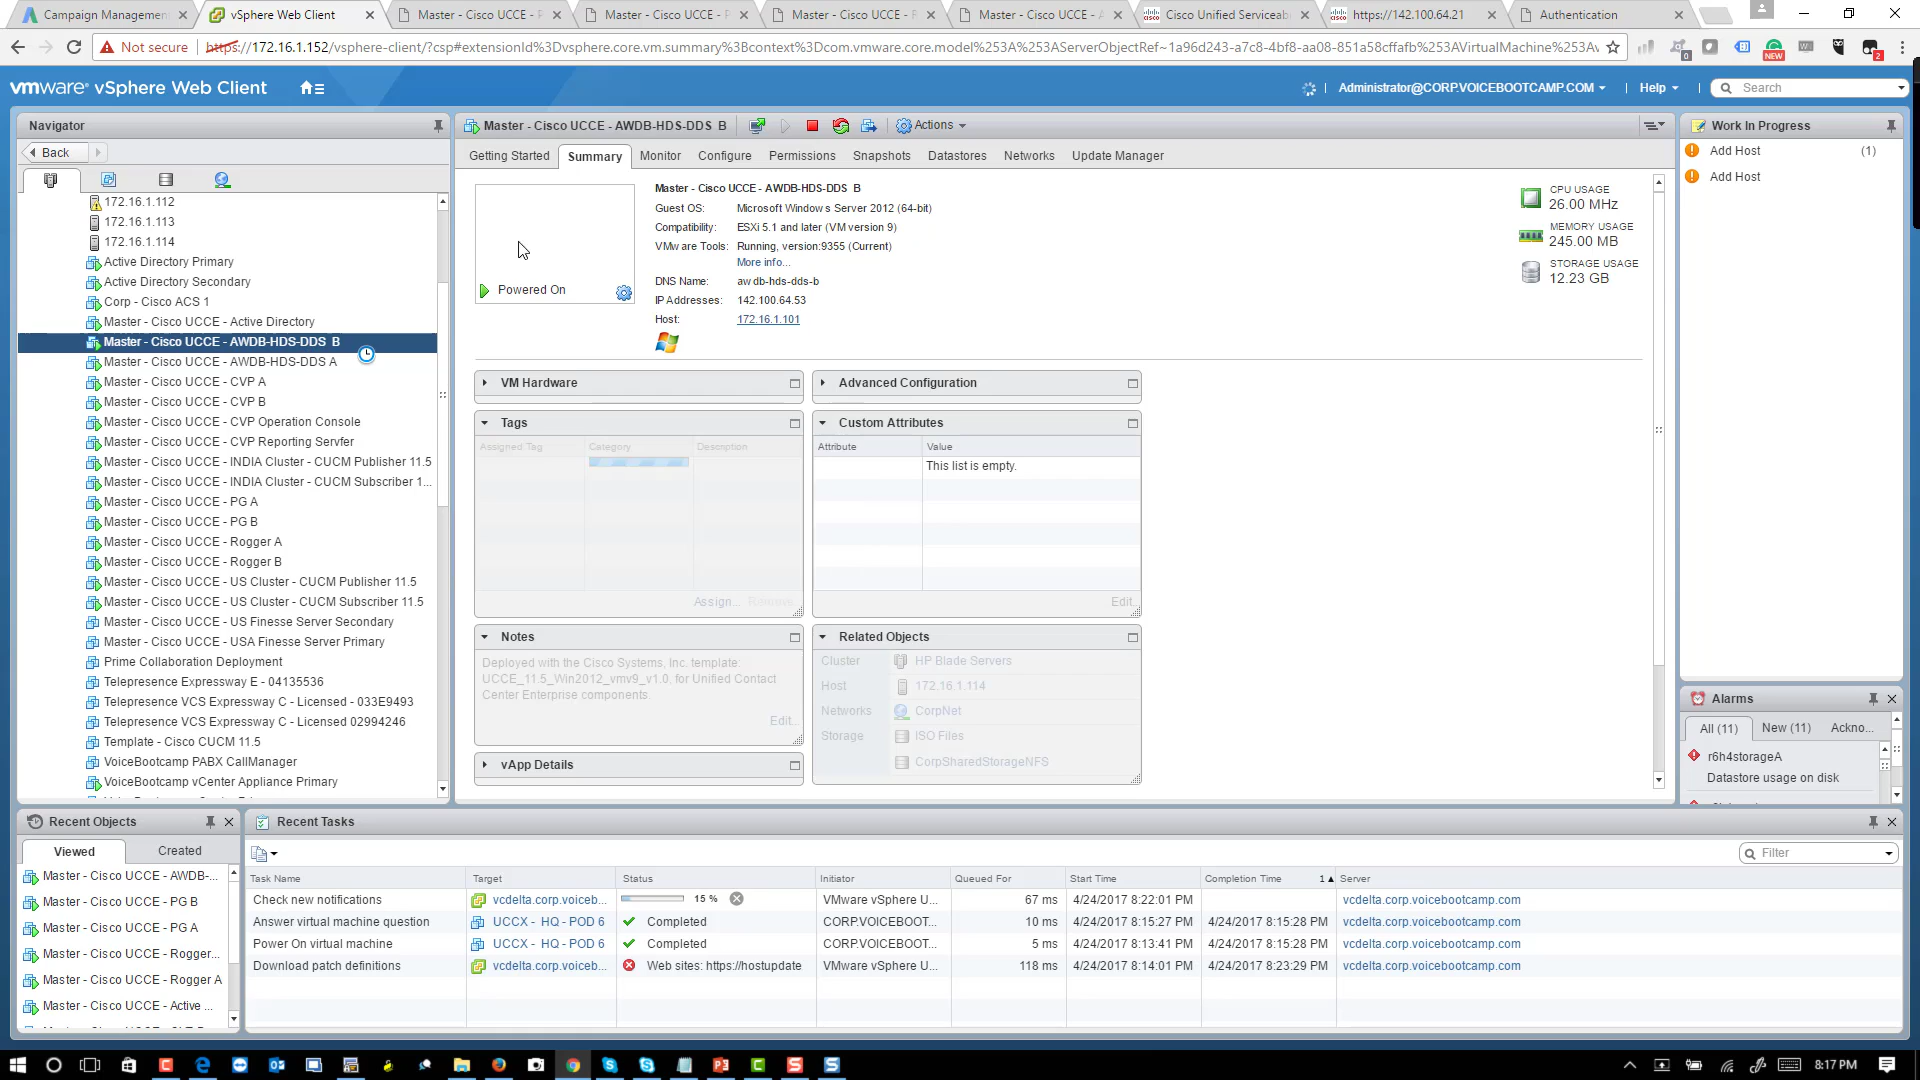 Campaign Management
vSphere Web Client
Master - Cisco UCCE - P
Master - Cisco UCCE - 
Master - Cisco UCCE - 
Master - Cisco UCCE - A
Cisco Unified Serviceab
https://142.100.64.21
Authentication
Not secure
https://172.16.1.152/vsphere-client/?csp#extensionId%3Dvsphere.core.vm.summary%3Bcontext%3Dcom.vmware.core.model%253A%253AServerObjectRef~1a96d243-a7c8-4bf8-aa08-851a58cffafb%253AVirtualMachine%253Av
0
NEW
2
vmware® vSphere Web Client
Administrator@CORP.VOICEBOOTCAMP.COM
Help
Search
Navigator
Back
172.16.1.112
172.16.1.113
172.16.1.114
Active Directory Primary
Active Directory Secondary
Corp - Cisco ACS 1
Master - Cisco UCCE - Active Directory
Master - Cisco UCCE - AWDB-HDS-DDS B
Master - Cisco UCCE - AWDB-HDS-DDS A
Master - Cisco UCCE - CVP A
Master - Cisco UCCE - CVP B
Master - Cisco UCCE - CVP Operation Console
Master - Cisco UCCE - CVP Reporting Servfer
Master - Cisco UCCE - INDIA Cluster - CUCM Publisher 11.5
Master - Cisco UCCE - INDIA Cluster - CUCM Subscriber 1...
Master - Cisco UCCE - PG A
Master - Cisco UCCE - PG B
Master - Cisco UCCE - Rogger A
Master - Cisco UCCE - Rogger B
Master - Cisco UCCE - US Cluster - CUCM Publisher 11.5
Master - Cisco UCCE - US Cluster - CUCM Subscriber 11.5
Master - Cisco UCCE - US Finesse Server Secondary
Master - Cisco UCCE - USA Finesse Server Primary
Prime Collaboration Deployment
Telepresence Expressway E - 04135536
Telepresence VCS Expressway C - Licensed - 033E9493
Telepresence VCS Expressway C - Licensed 02994246
Template - Cisco CUCM 11.5
VoiceBootcamp PABX CallManager
VoiceBootcamp vCenter Appliance Primary
Master - Cisco UCCE - AWDB-HDS-DDS B
Actions
Getting Started
Summary
Monitor
Configure
Permissions
Snapshots
Datastores
Networks
Update Manager
Powered On
Master - Cisco UCCE - AWDB-HDS-DDS B
Guest OS: Microsoft Windows Server 2012 (64-bit)
Compatibility: ESXi 5.1 and later (VM version 9)
VMware Tools: Running, version:9355 (Current)
More info...
DNS Name: awdb-hds-dds-b
IP Addresses: 142.100.64.53
Host: 172.16.1.101
CPU USAGE
26.00 MHz
MEMORY USAGE
245.00 MB
STORAGE USAGE
12.23 GB
VM Hardware
Tags
Assigned Tag Category Description
Assign... Remove...
Notes
Deployed with the Cisco Systems, Inc. template:
UCCE_11.5_Win2012_vmv9_v1.0, for Unified Contact
Center Enterprise components.
Edit...
vApp Details
Advanced Configuration
Custom Attributes
Attribute Value
This list is empty.
Edit...
Related Objects
Cluster HP Blade Servers
Host 172.16.1.114
Networks CorpNet
Storage ISO Files
CorpSharedStorageNFS
Work In Progress
Add Host (1)
Add Host
Alarms
All (11) New (11) Ackno...
r6h4storageA
Datastore usage on disk
Recent Objects
Viewed Created
Master - Cisco UCCE - AWDB-...
Master - Cisco UCCE - PG B
Master - Cisco UCCE - PG A
Master - Cisco UCCE - Rogger...
Master - Cisco UCCE - Rogger A
Master - Cisco UCCE - Active ...
Recent Tasks
Filter
Task Name Target Status Initiator Queued For Start Time Completion Time 1 ▲ Server
Check new notifications vcdelta.corp.voiceb... 15 % VMware vSphere U... 67 ms 4/24/2017 8:22:01 PM vcdelta.corp.voicebootcamp.com
Answer virtual machine question UCCX - HQ - POD 6 Completed CORP.VOICEBOOT... 10 ms 4/24/2017 8:15:27 PM 4/24/2017 8:15:28 PM vcdelta.corp.voicebootcamp.com
Power On virtual machine UCCX - HQ - POD 6 Completed CORP.VOICEBOOT... 5 ms 4/24/2017 8:13:41 PM 4/24/2017 8:15:28 PM vcdelta.corp.voicebootcamp.com
Download patch definitions vcdelta.corp.voiceb... Web sites: https://hostupdate VMware vSphere U... 118 ms 4/24/2017 8:14:01 PM 4/24/2017 8:23:29 PM vcdelta.corp.voicebootcamp.com
8:17 PM